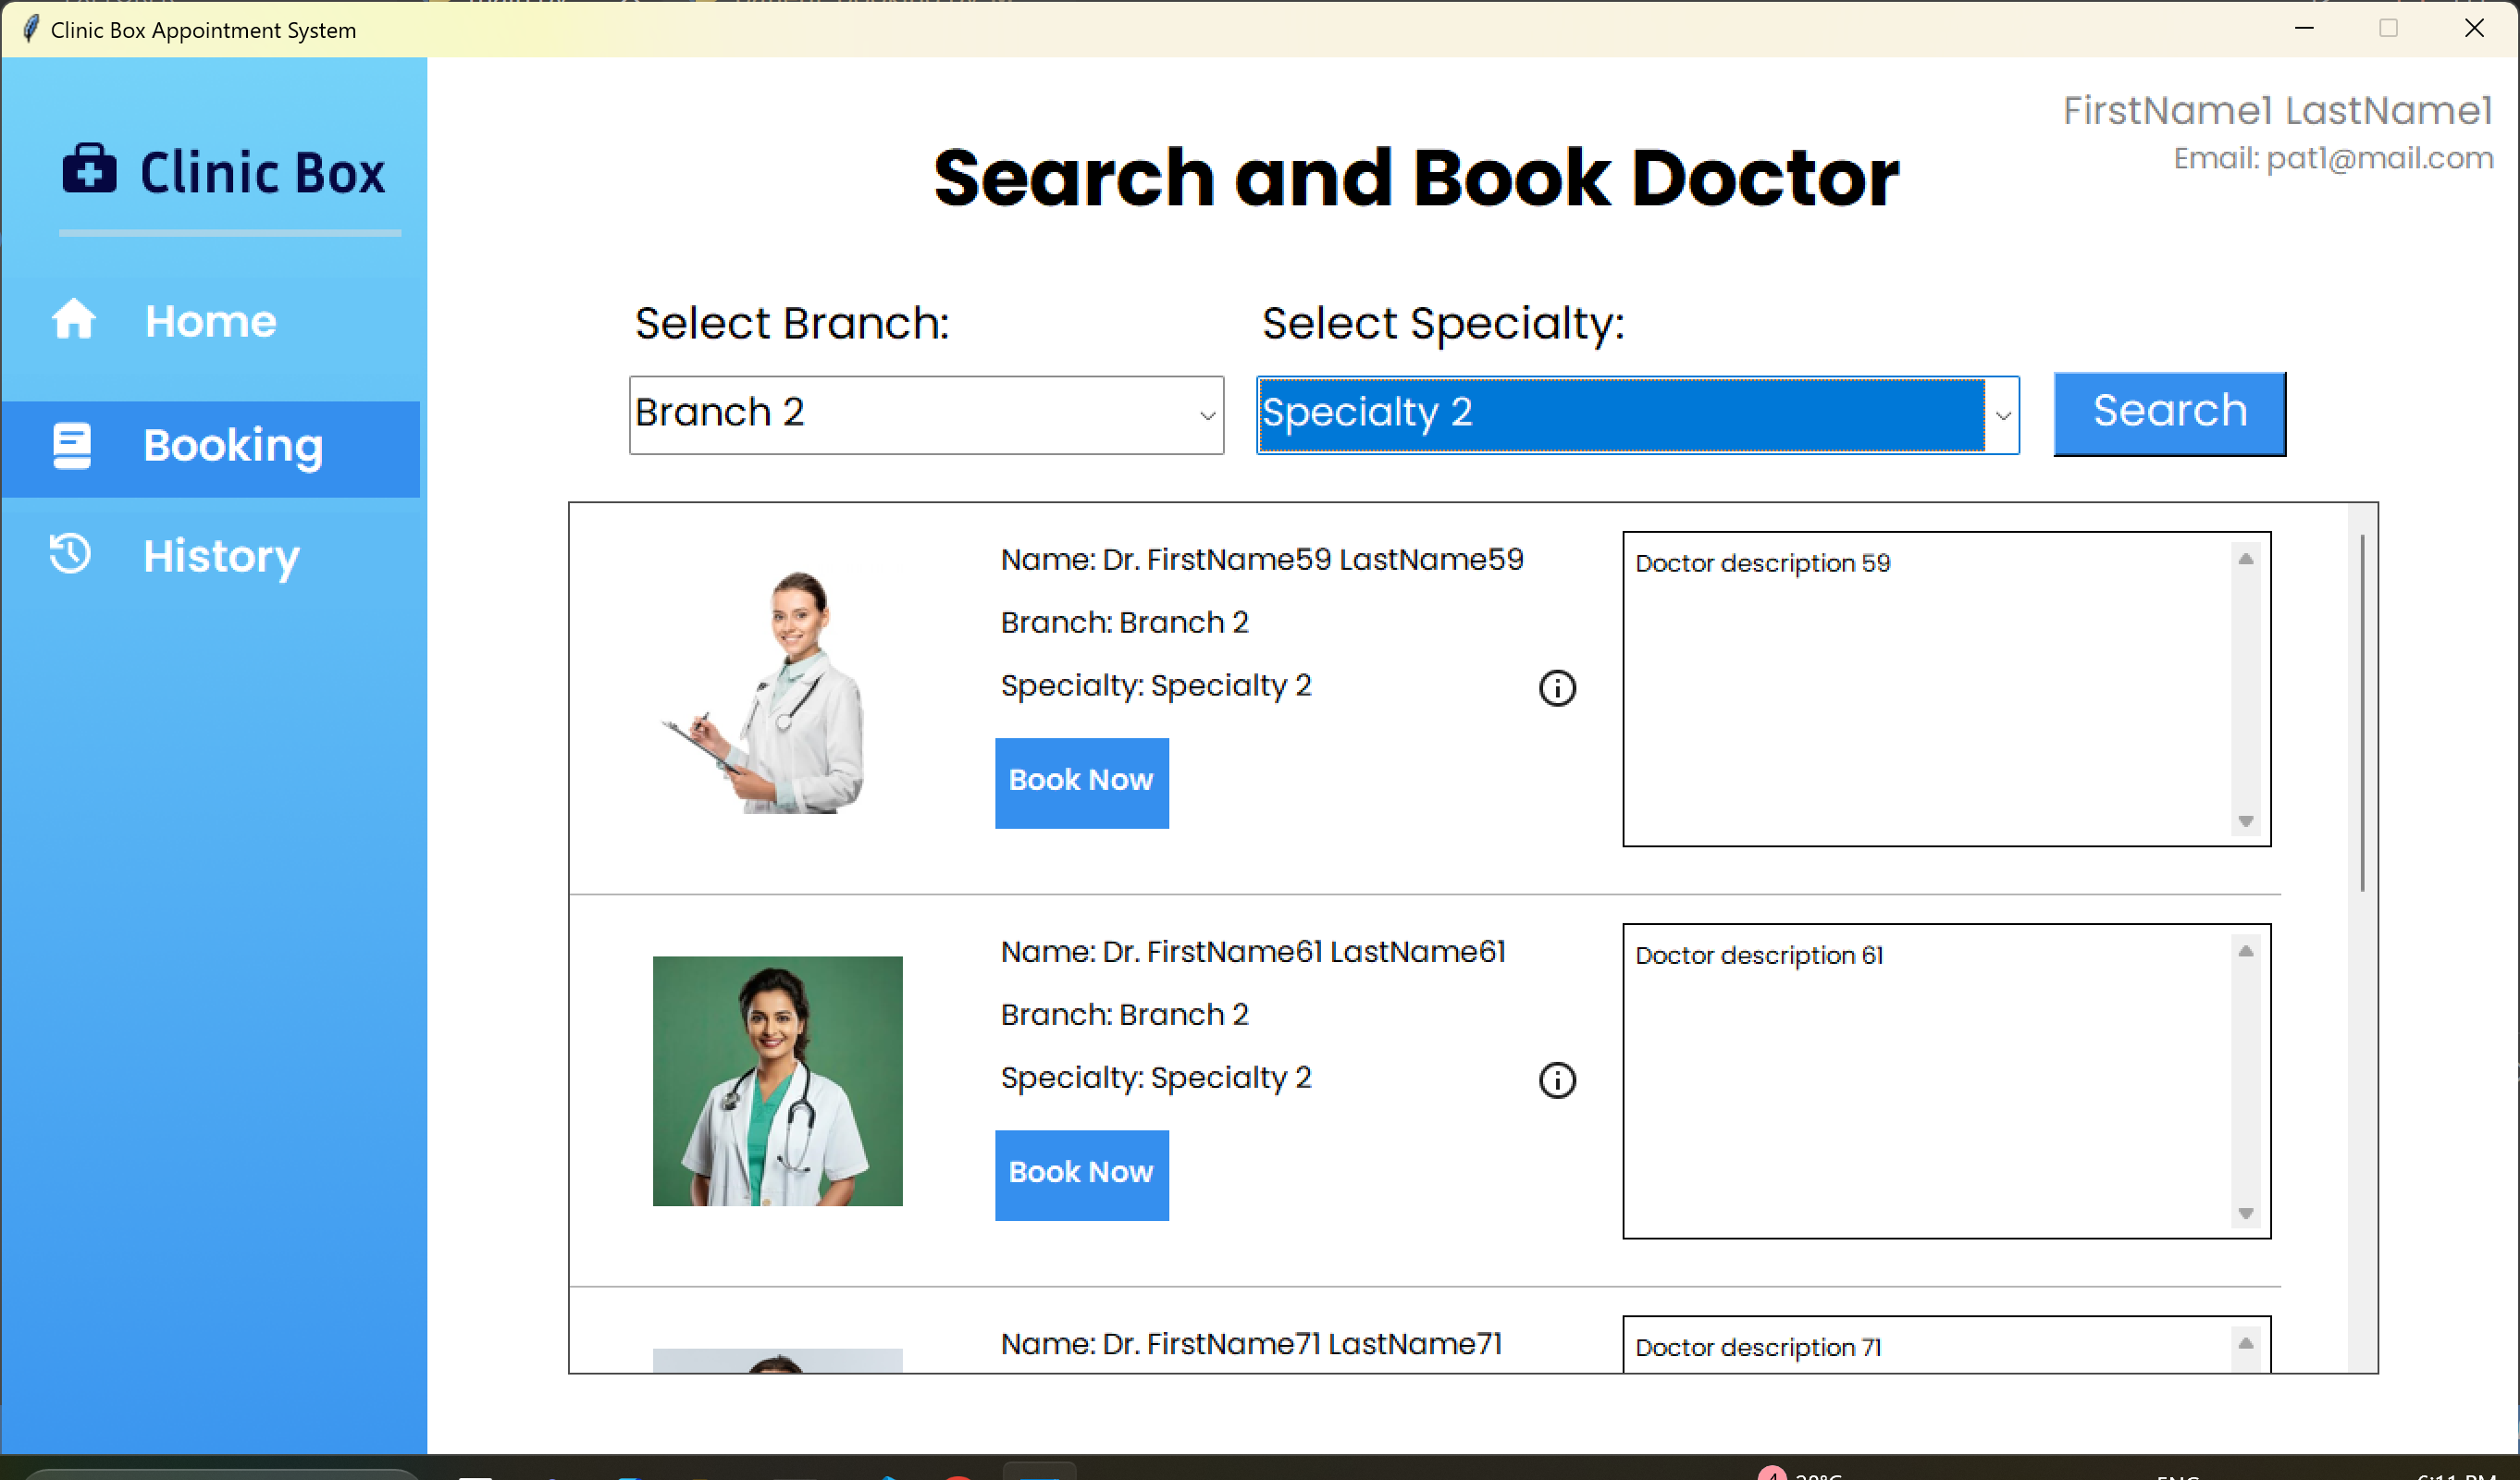 Clinic Box Appointment System
FirstName1 LastName1
Email: pat1@mail.com
Clinic Box
Search and Book Doctor
Home
Booking
History
Select Branch:
Select Specialty:
Branch 2
Specialty 2
Search
Name: Dr. FirstName59 LastName59
Branch: Branch 2
Specialty: Specialty 2
Book Now
Doctor description 59
Name: Dr. FirstName61 LastName61
Branch: Branch 2
Specialty: Specialty 2
Book Now
Doctor description 61
Name: Dr. FirstName71 LastName71
Doctor description 71